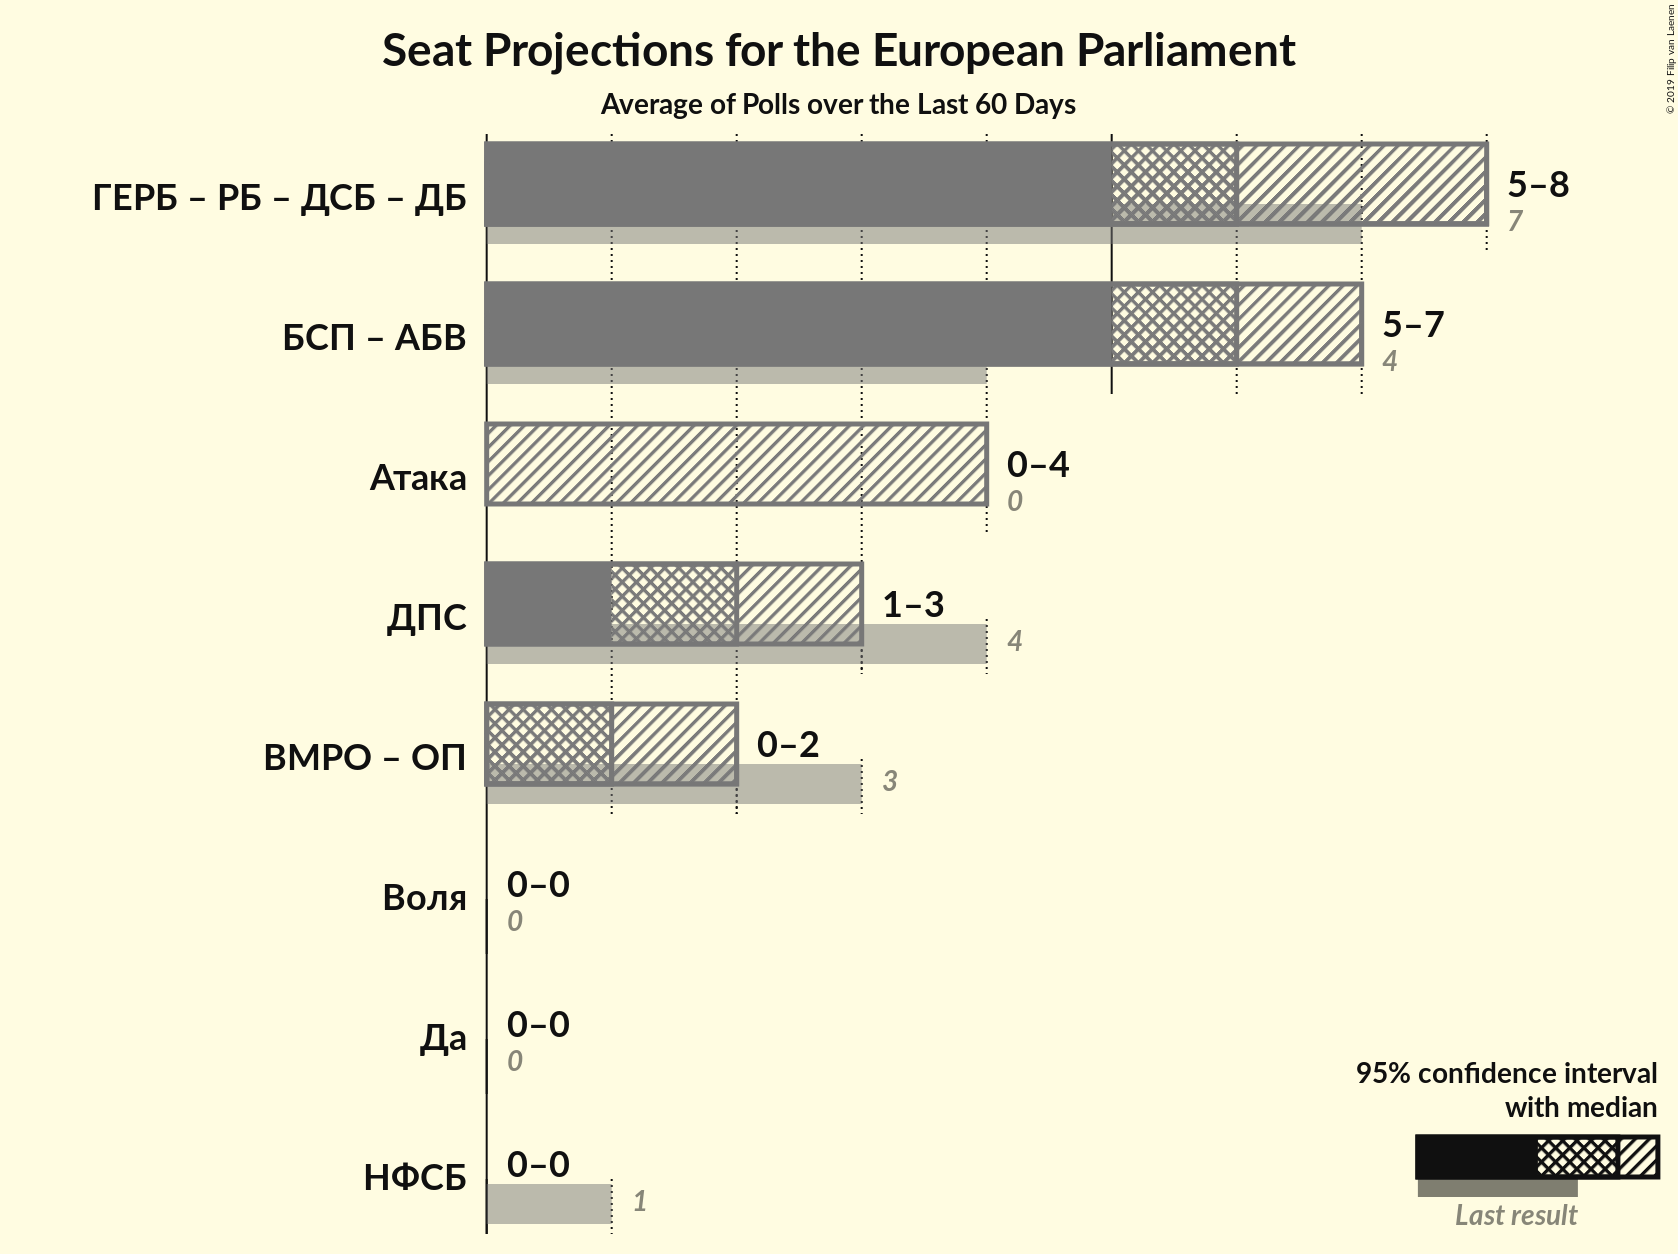 Seat Projections for the European Parliament
Average of Polls over the Last 60 Days
© 2019 Filip van Laenen
ГЕРБ – РБ – ДСБ – ДБ
5–8
7
БСП – АБВ
5–7
4
Атака
0–4
0
ДПС
1–3
4
ВМРО – ОП
0–2
3
Воля
0–0
0
Да
0–0
0
НФСБ
0–0
1
95% confidence interval
with median
Last result